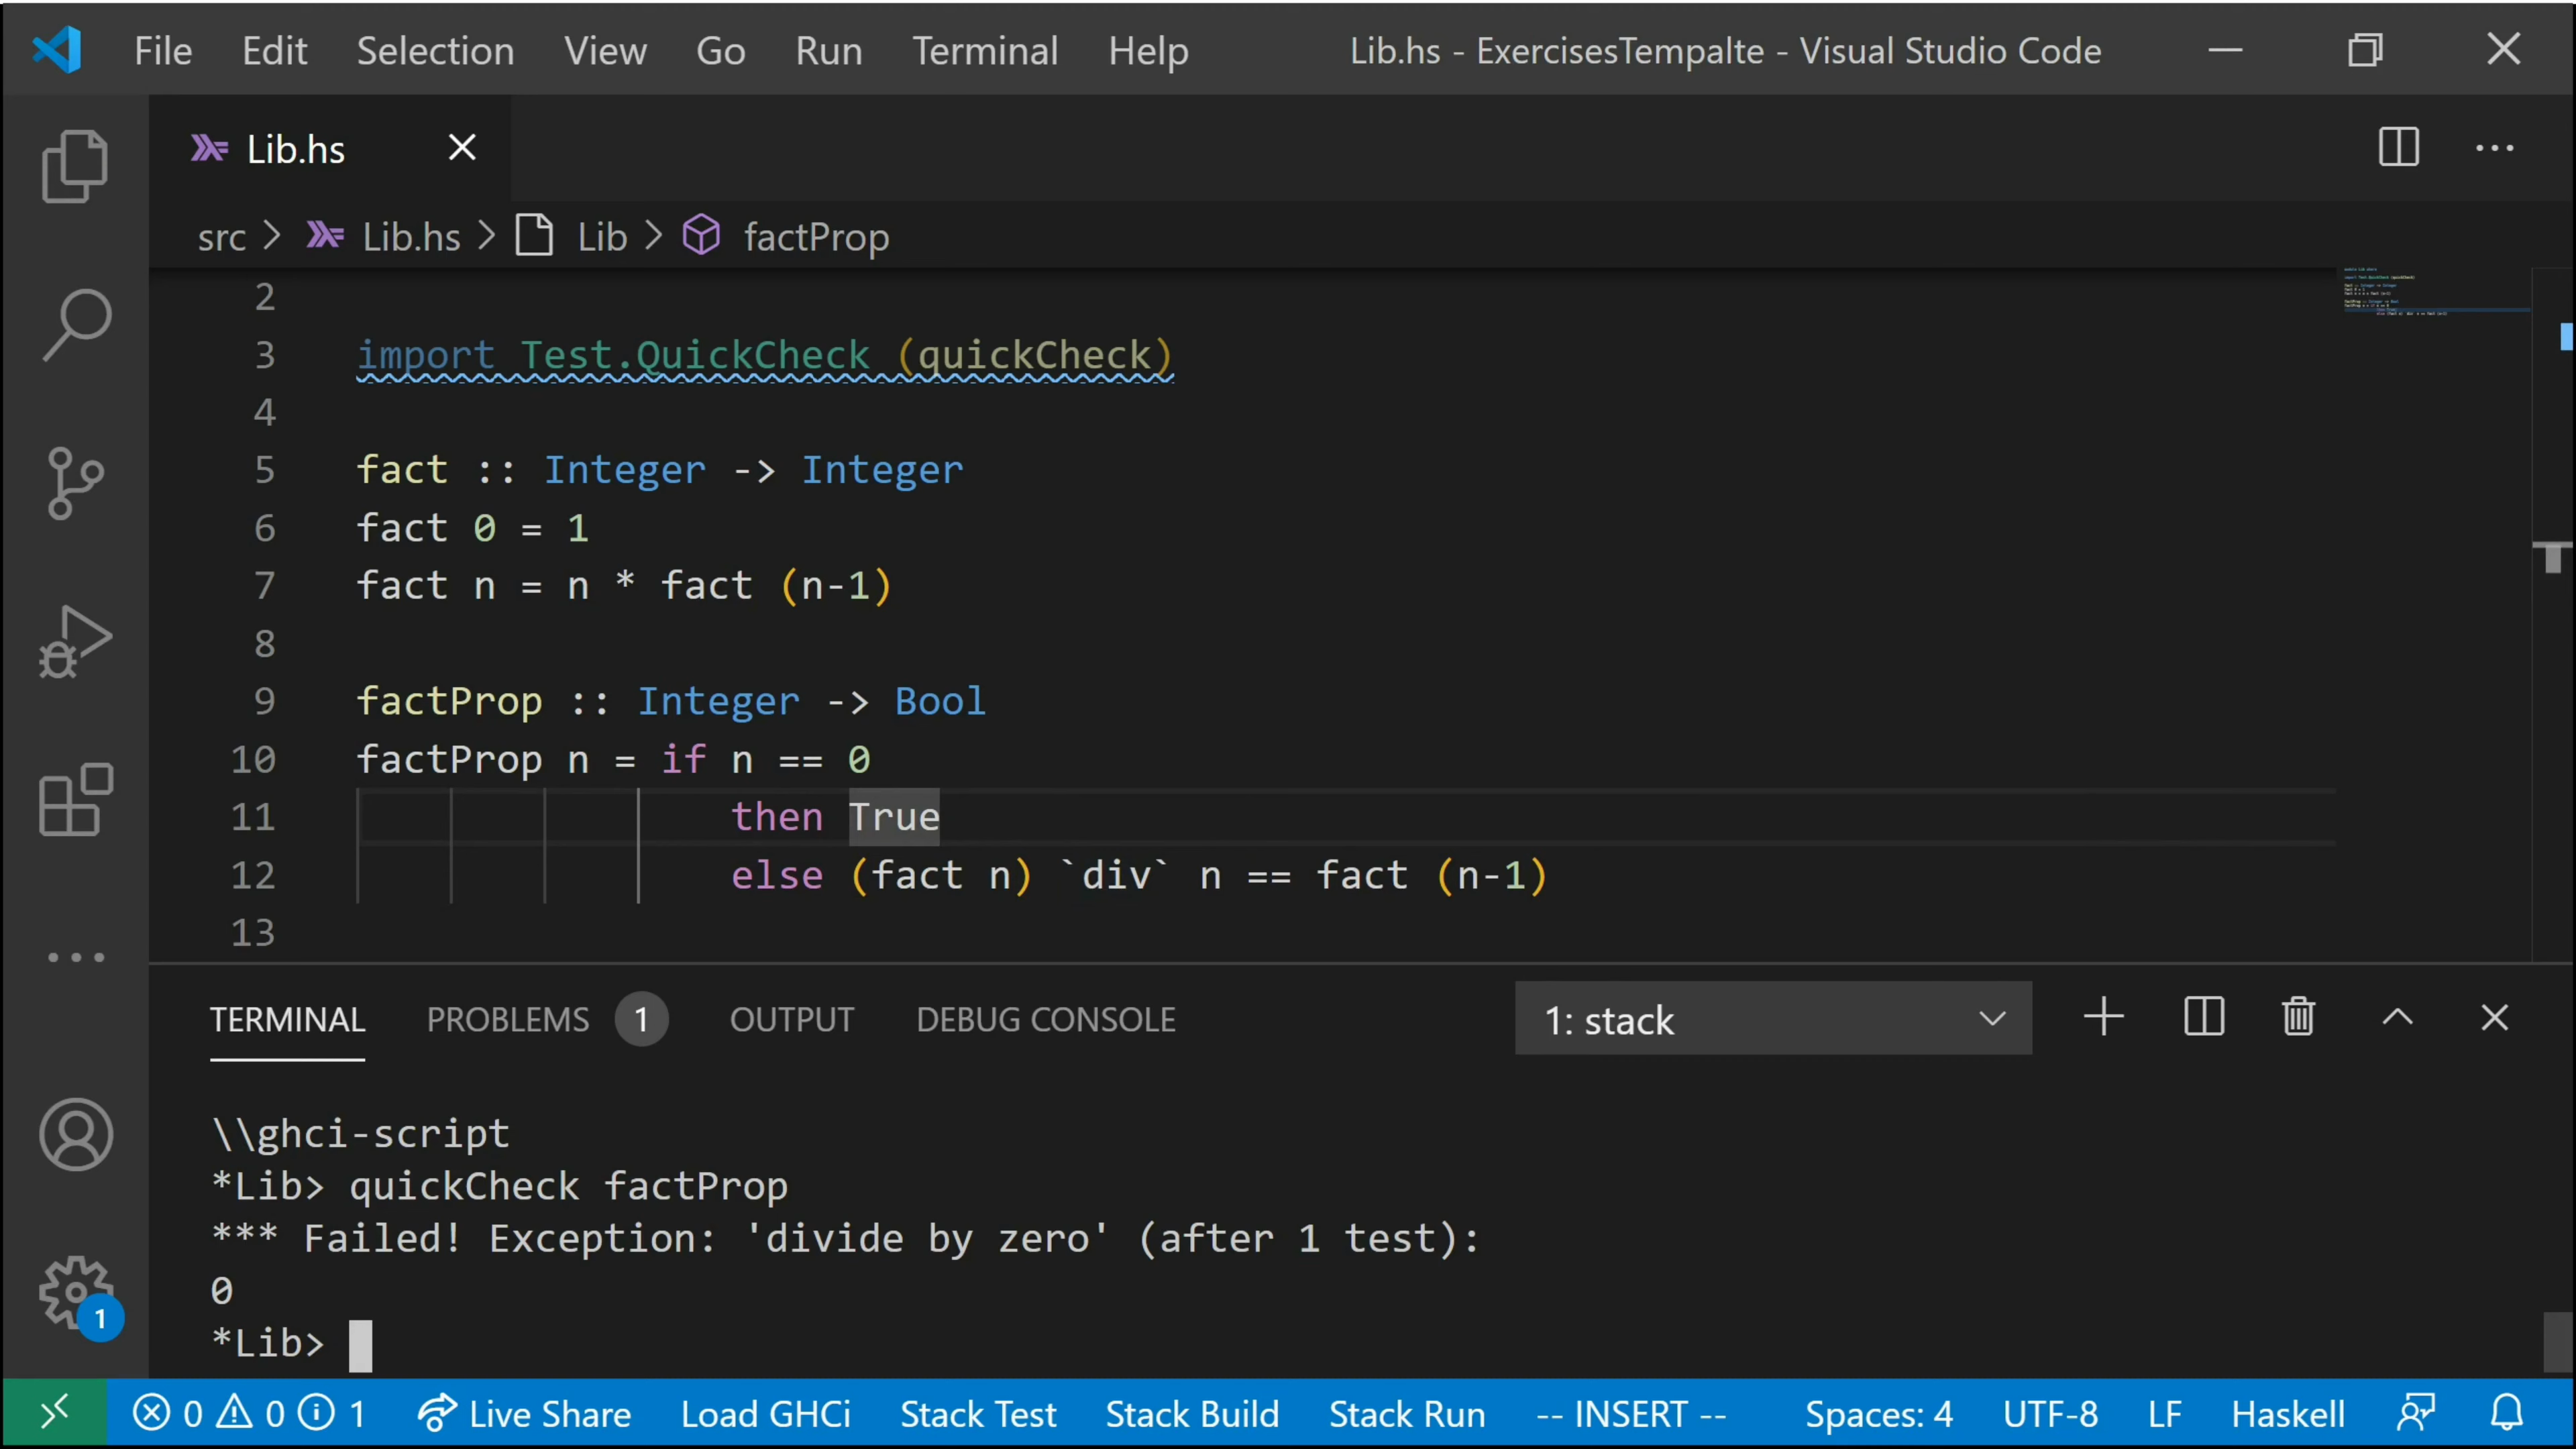 File Edit Selection View Go Run Terminal Help Lib.hs - ExercisesTempalte - Visual Studio Code
Lib.hs
src > Lib.hs > Lib > factProp
2
3 import Test.QuickCheck (quickCheck)
4
5 fact :: Integer -> Integer
6 fact 0 = 1
7 fact n = n * fact (n-1)
8
9 factProp :: Integer -> Bool
10 factProp n = if n == 0
11 then True
12 else (fact n) `div` n == fact (n-1)
13
TERMINAL PROBLEMS 1 OUTPUT DEBUG CONSOLE 1: stack
\\ghci-script
*Lib> quickCheck factProp
*** Failed! Exception: 'divide by zero' (after 1 test):
0
*Lib>
1
0 0 1 Live Share Load GHCi Stack Test Stack Build Stack Run -- INSERT -- Spaces: 4 UTF-8 LF Haskell